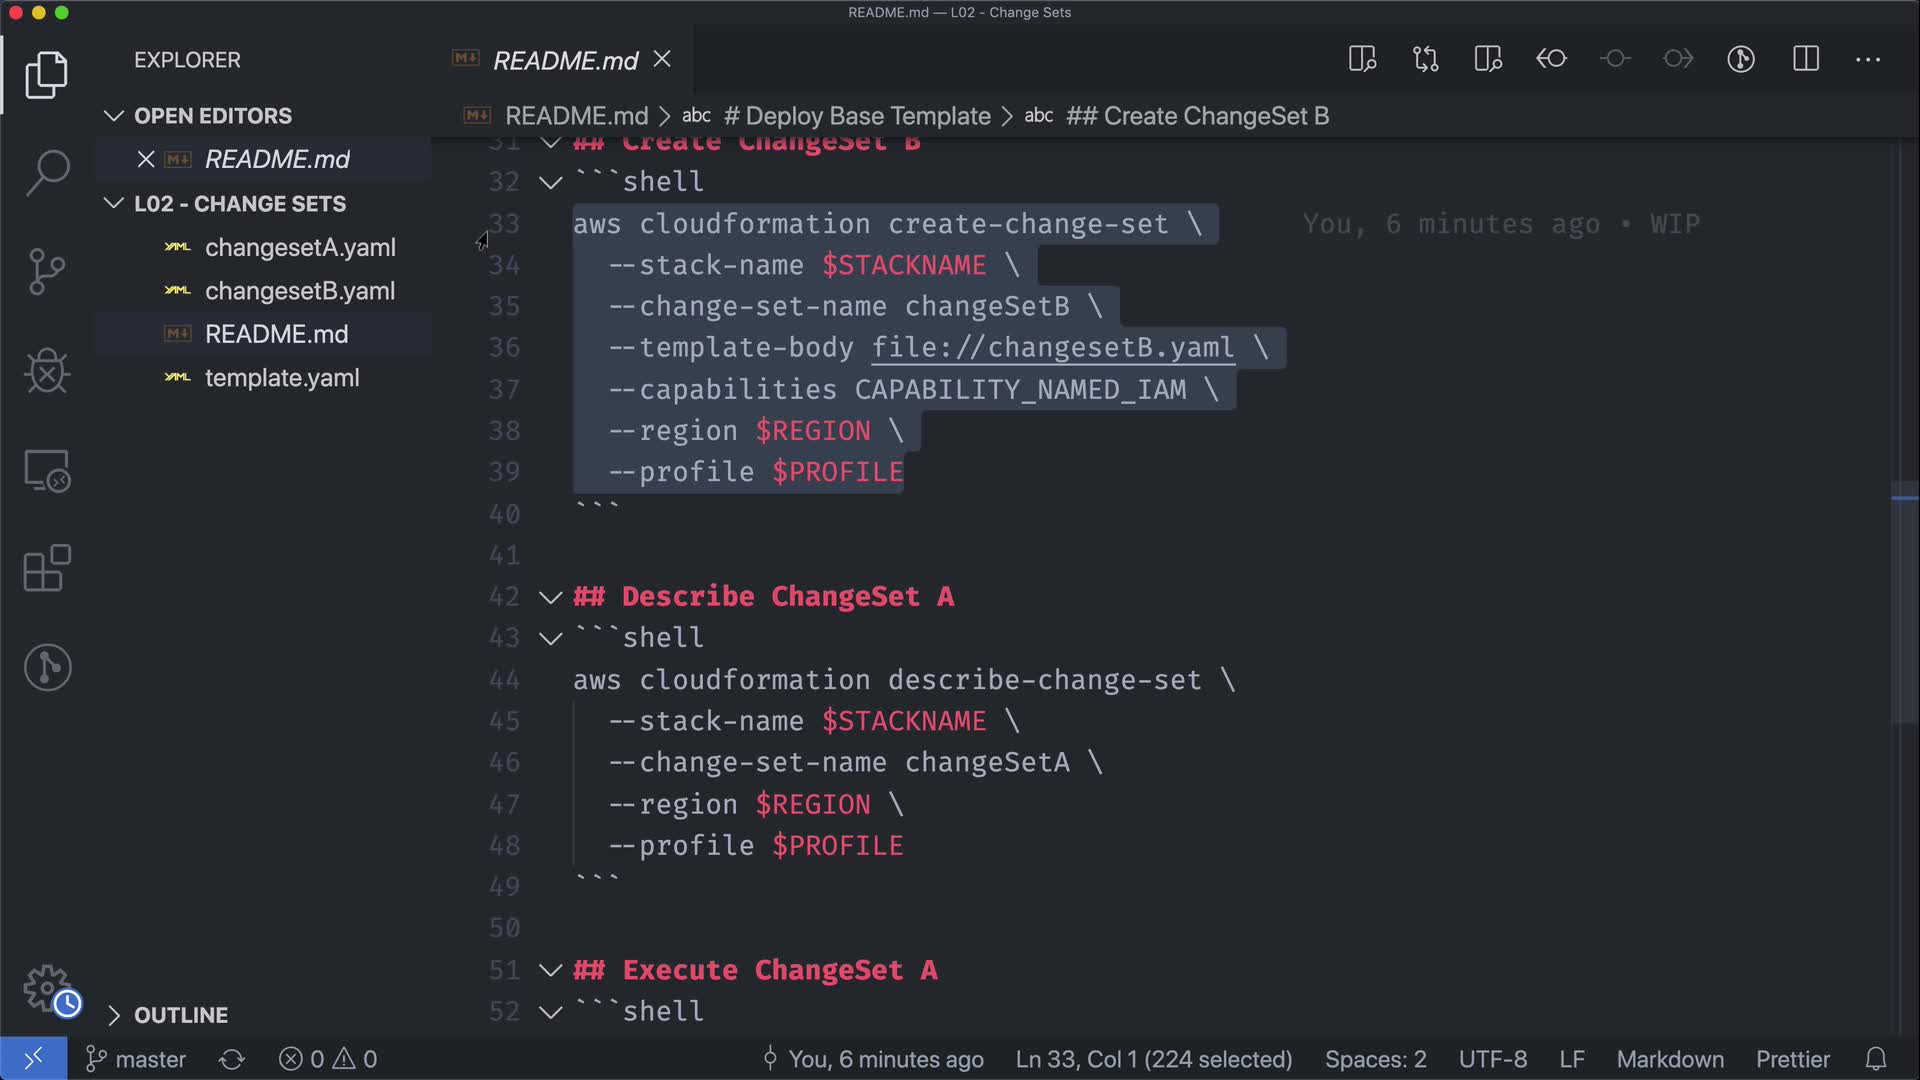 README.md — L02 - Change Sets
EXPLORER
README.md
OPEN EDITORS
README.md > abc # Deploy Base Template > abc ## Create ChangeSet B
README.md
L02 - CHANGE SETS
changesetA.yaml
changesetB.yaml
README.md
template.yaml
31 ## Create ChangeSet B
32 ```shell
33 aws cloudformation create-change-set \ You, 6 minutes ago • WIP
34 --stack-name $STACKNAME \
35 --change-set-name changeSetB \
36 --template-body file://changesetB.yaml \
37 --capabilities CAPABILITY_NAMED_IAM \
38 --region $REGION \
39 --profile $PROFILE
40 ```
41
42 ## Describe ChangeSet A
43 ```shell
44 aws cloudformation describe-change-set \
45 --stack-name $STACKNAME \
46 --change-set-name changeSetA \
47 --region $REGION \
48 --profile $PROFILE
49 ```
50
51 ## Execute ChangeSet A
52 ```shell
OUTLINE
master 0 0 You, 6 minutes ago Ln 33, Col 1 (224 selected) Spaces: 2 UTF-8 LF Markdown Prettier